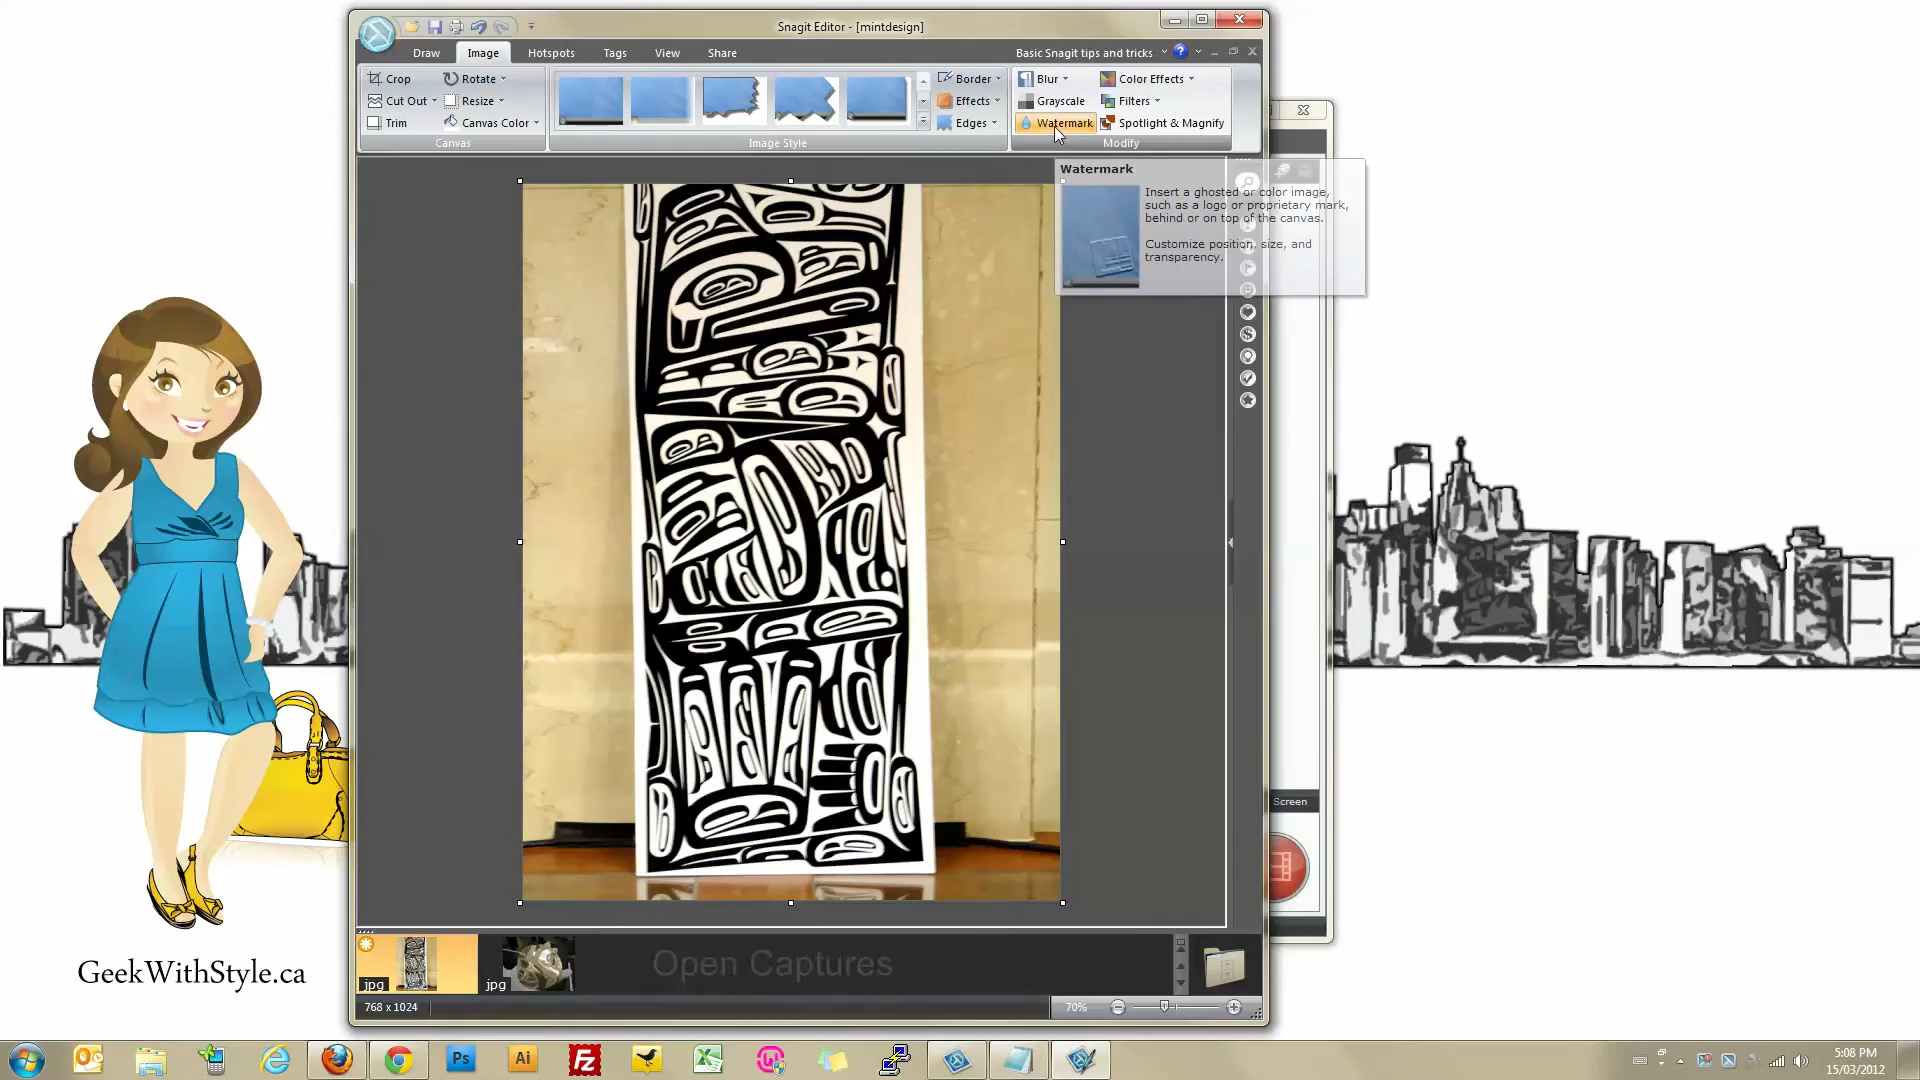 Snagit Editor - [mintdesign]
Draw Image Hotspots Tags View Share Basic Snagit tips and tricks
Crop Rotate Border Blur Color Effects
Cut Out Resize Effects Grayscale Filters
Trim Canvas Color Edges Watermark Spotlight & Magnify
Canvas Image Style Modify
Watermark
Insert a ghosted or color image,
such as a logo or proprietary mark,
behind or on top of the canvas.
Customize position, size, and
transparency.
Screen
GeekWithStyle.ca
Open Captures
jpg jpg
768 x 1024 70%
Ps Ai Fz
5:08 PM
15/03/2012